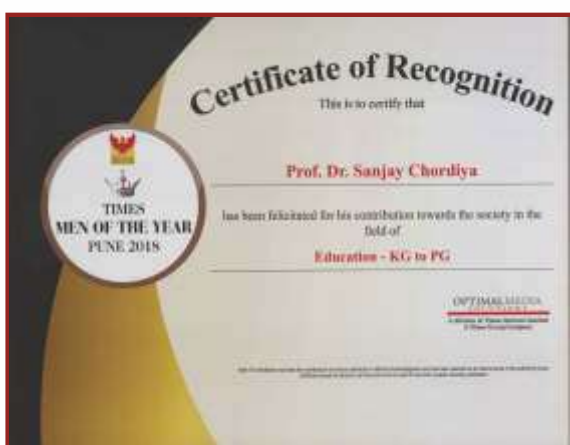 Certificate of Recognition
This is to certify that
Prof. Dr. Sanjay Chordiya
TIMES
MEN OF THE YEAR
PUNE 2018
has been felicitated for his contribution towards the society in the
field of
Education - KG to PG
OPTIMAL MEDIA
SOLUTIONS